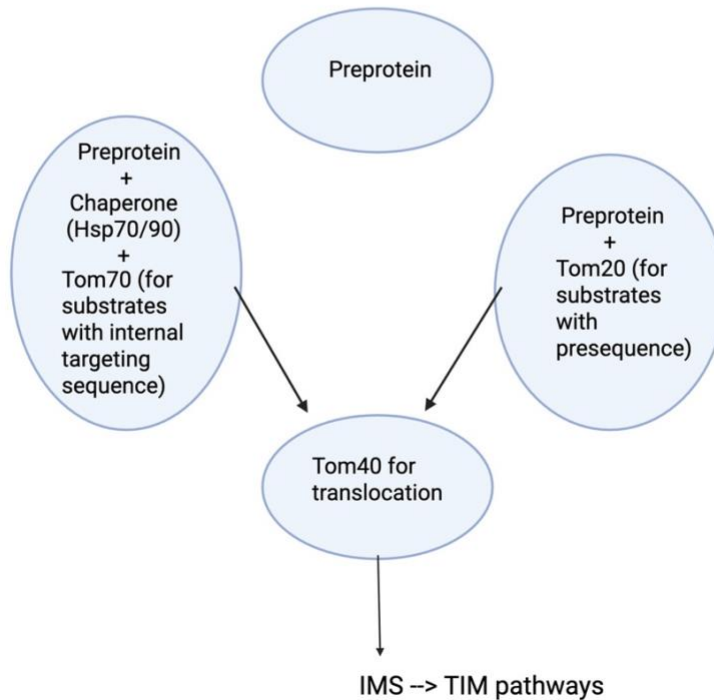 Preprotein
Preprotein
+
Chaperone
(Hsp70/90)
+
Tom70 (for
substrates
with internal
targeting
sequence)
Preprotein
+
Tom20 (for
substrates
with
presequence)
Tom40 for
translocation
IMS --> TIM pathways